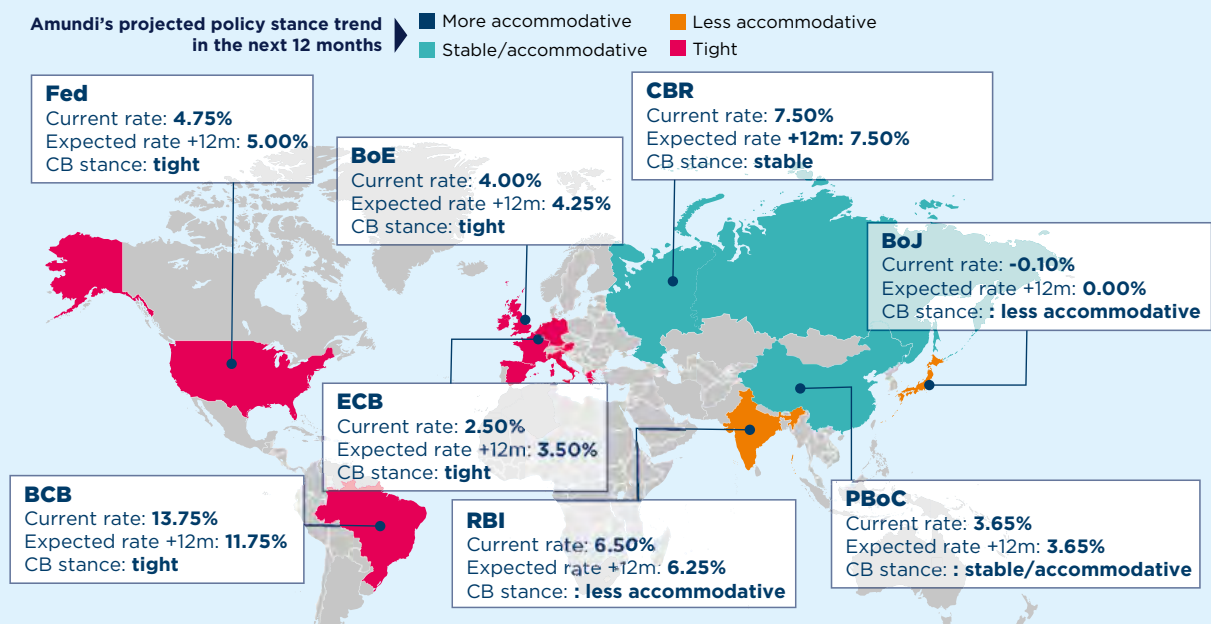 Amundi's projected policy stance trend
in the next 12 months
More accommodative
Less accommodative
Stable/accommodative
Tight
Fed
Current rate: 4.75%
Expected rate +12m: 5.00%
CB stance: tight
BoE
Current rate: 4.00%
Expected rate +12m: 4.25%
CB stance: tight
CBR
Current rate: 7.50%
Expected rate +12m: 7.50%
CB stance: stable
BoJ
Current rate: -0.10%
Expected rate +12m: 0.00%
CB stance: : less accommodative
ECB
Current rate: 2.50%
Expected rate +12m: 3.50%
CB stance: tight
BCB
Current rate: 13.75%
Expected rate +12m: 11.75%
CB stance: tight
RBI
Current rate: 6.50%
Expected rate +12m: 6.25%
CB stance: : less accommodative
PBoC
Current rate: 3.65%
Expected rate +12m: 3.65%
CB stance: : stable/accommodative